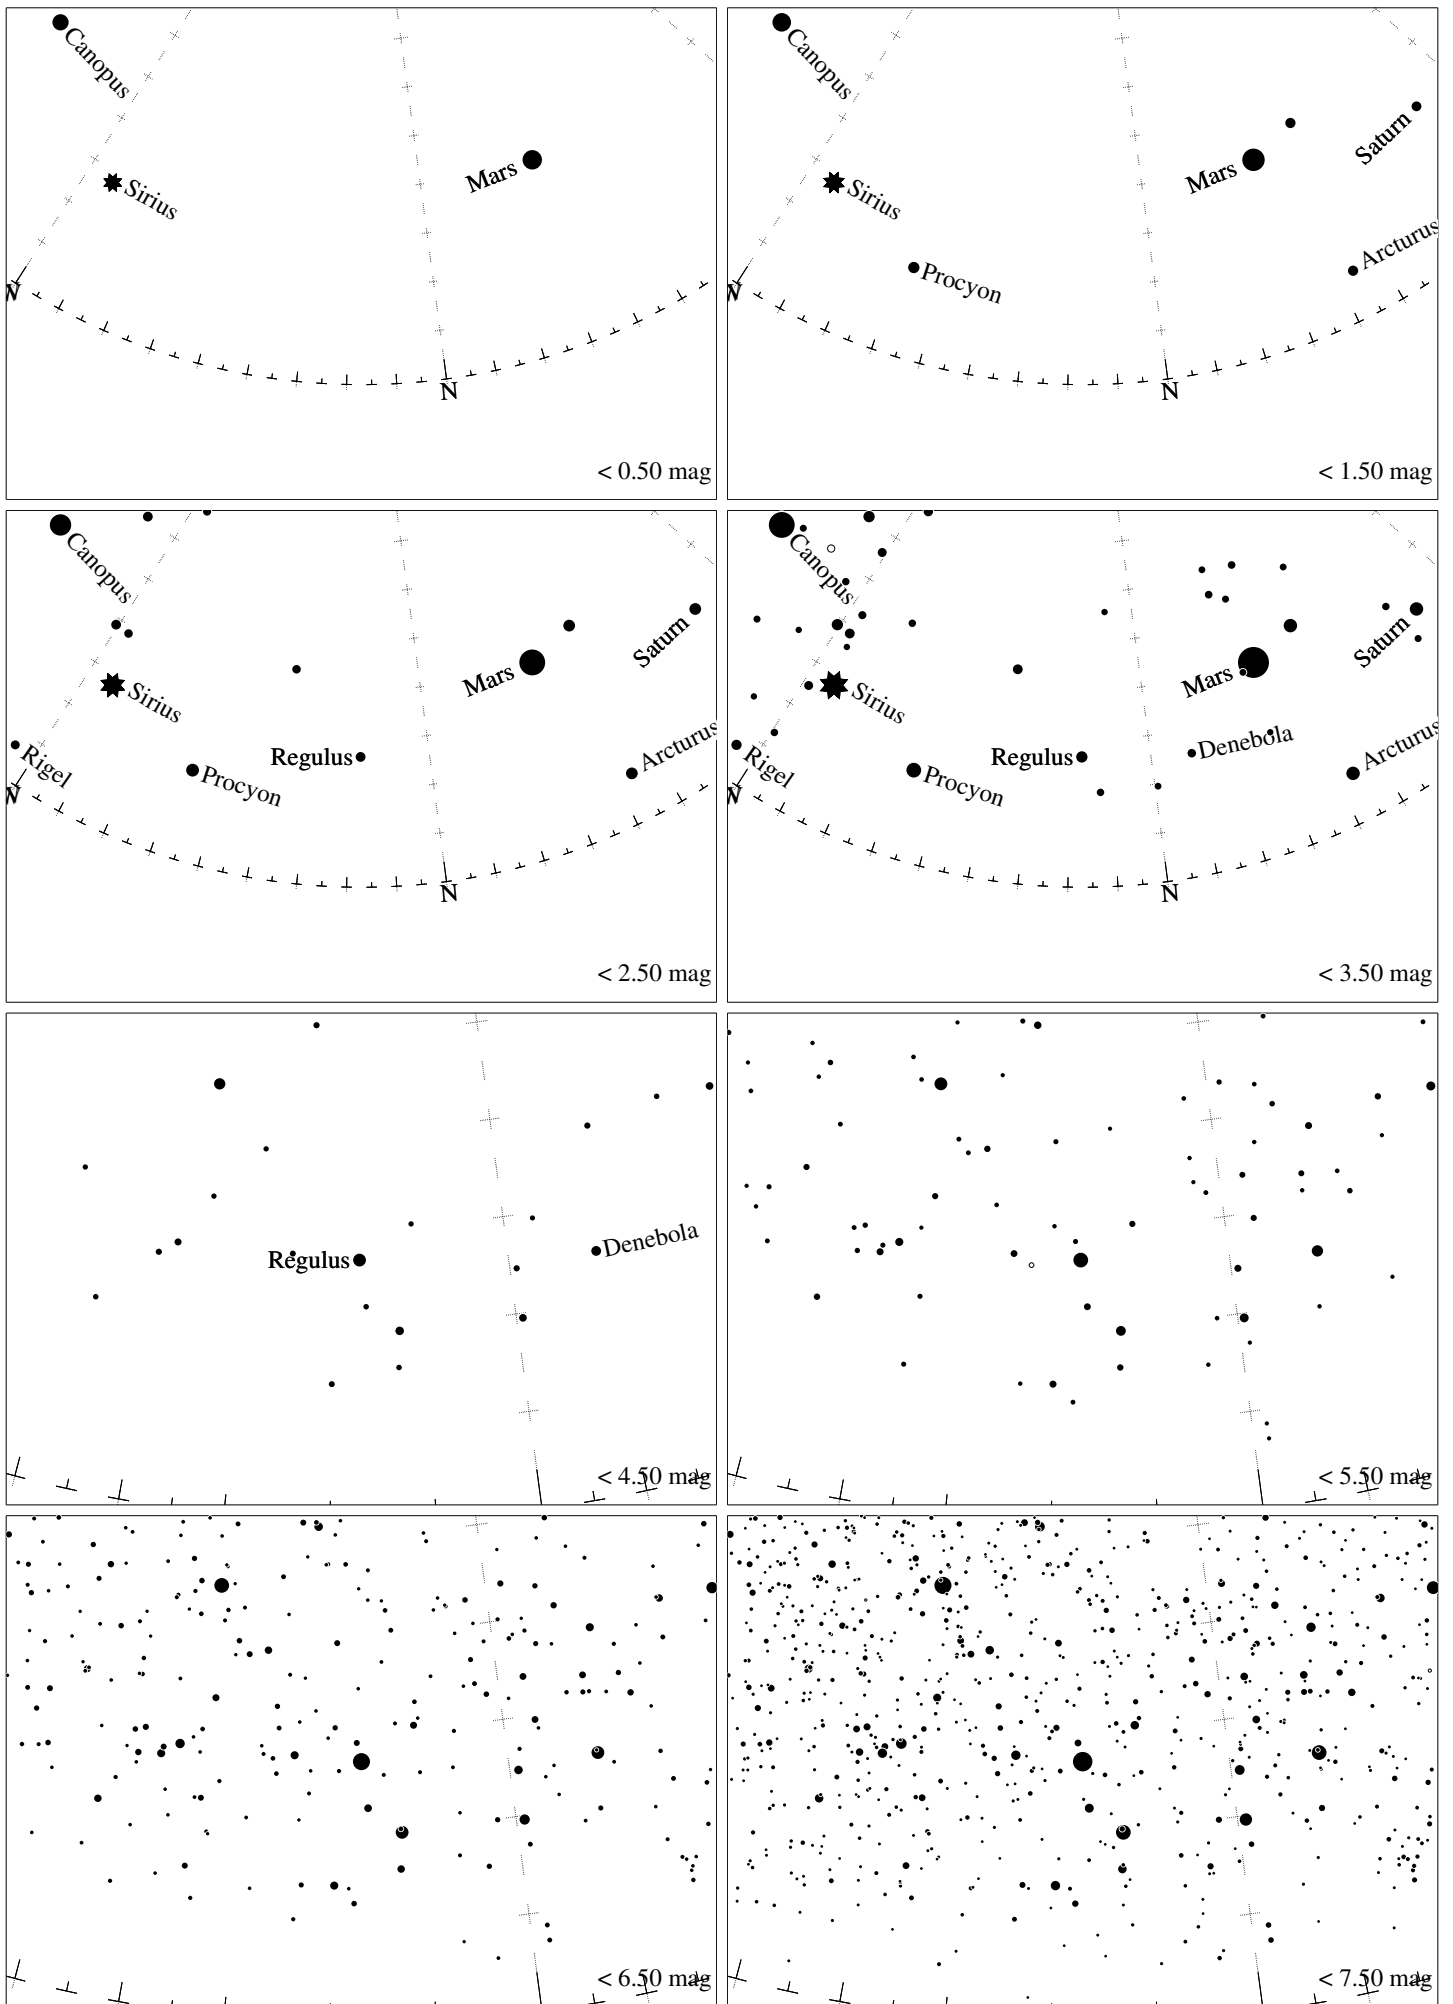 Canopus
Sirius
Mars
N
N
< 0.50 mag
Canopus
Sirius
Procyon
Mars
Saturn
Arcturus
N
N
< 1.50 mag
Canopus
Sirius
Rigel
Procyon
Regulus
Mars
Saturn
Arcturus
N
N
< 2.50 mag
Canopus
Sirius
Rigel
Procyon
Regulus
Mars
Denebola
Saturn
Arcturus
N
N
< 3.50 mag
Regulus
Denebola
< 4.50 mag
< 5.50 mag
< 6.50 mag
< 7.50 mag